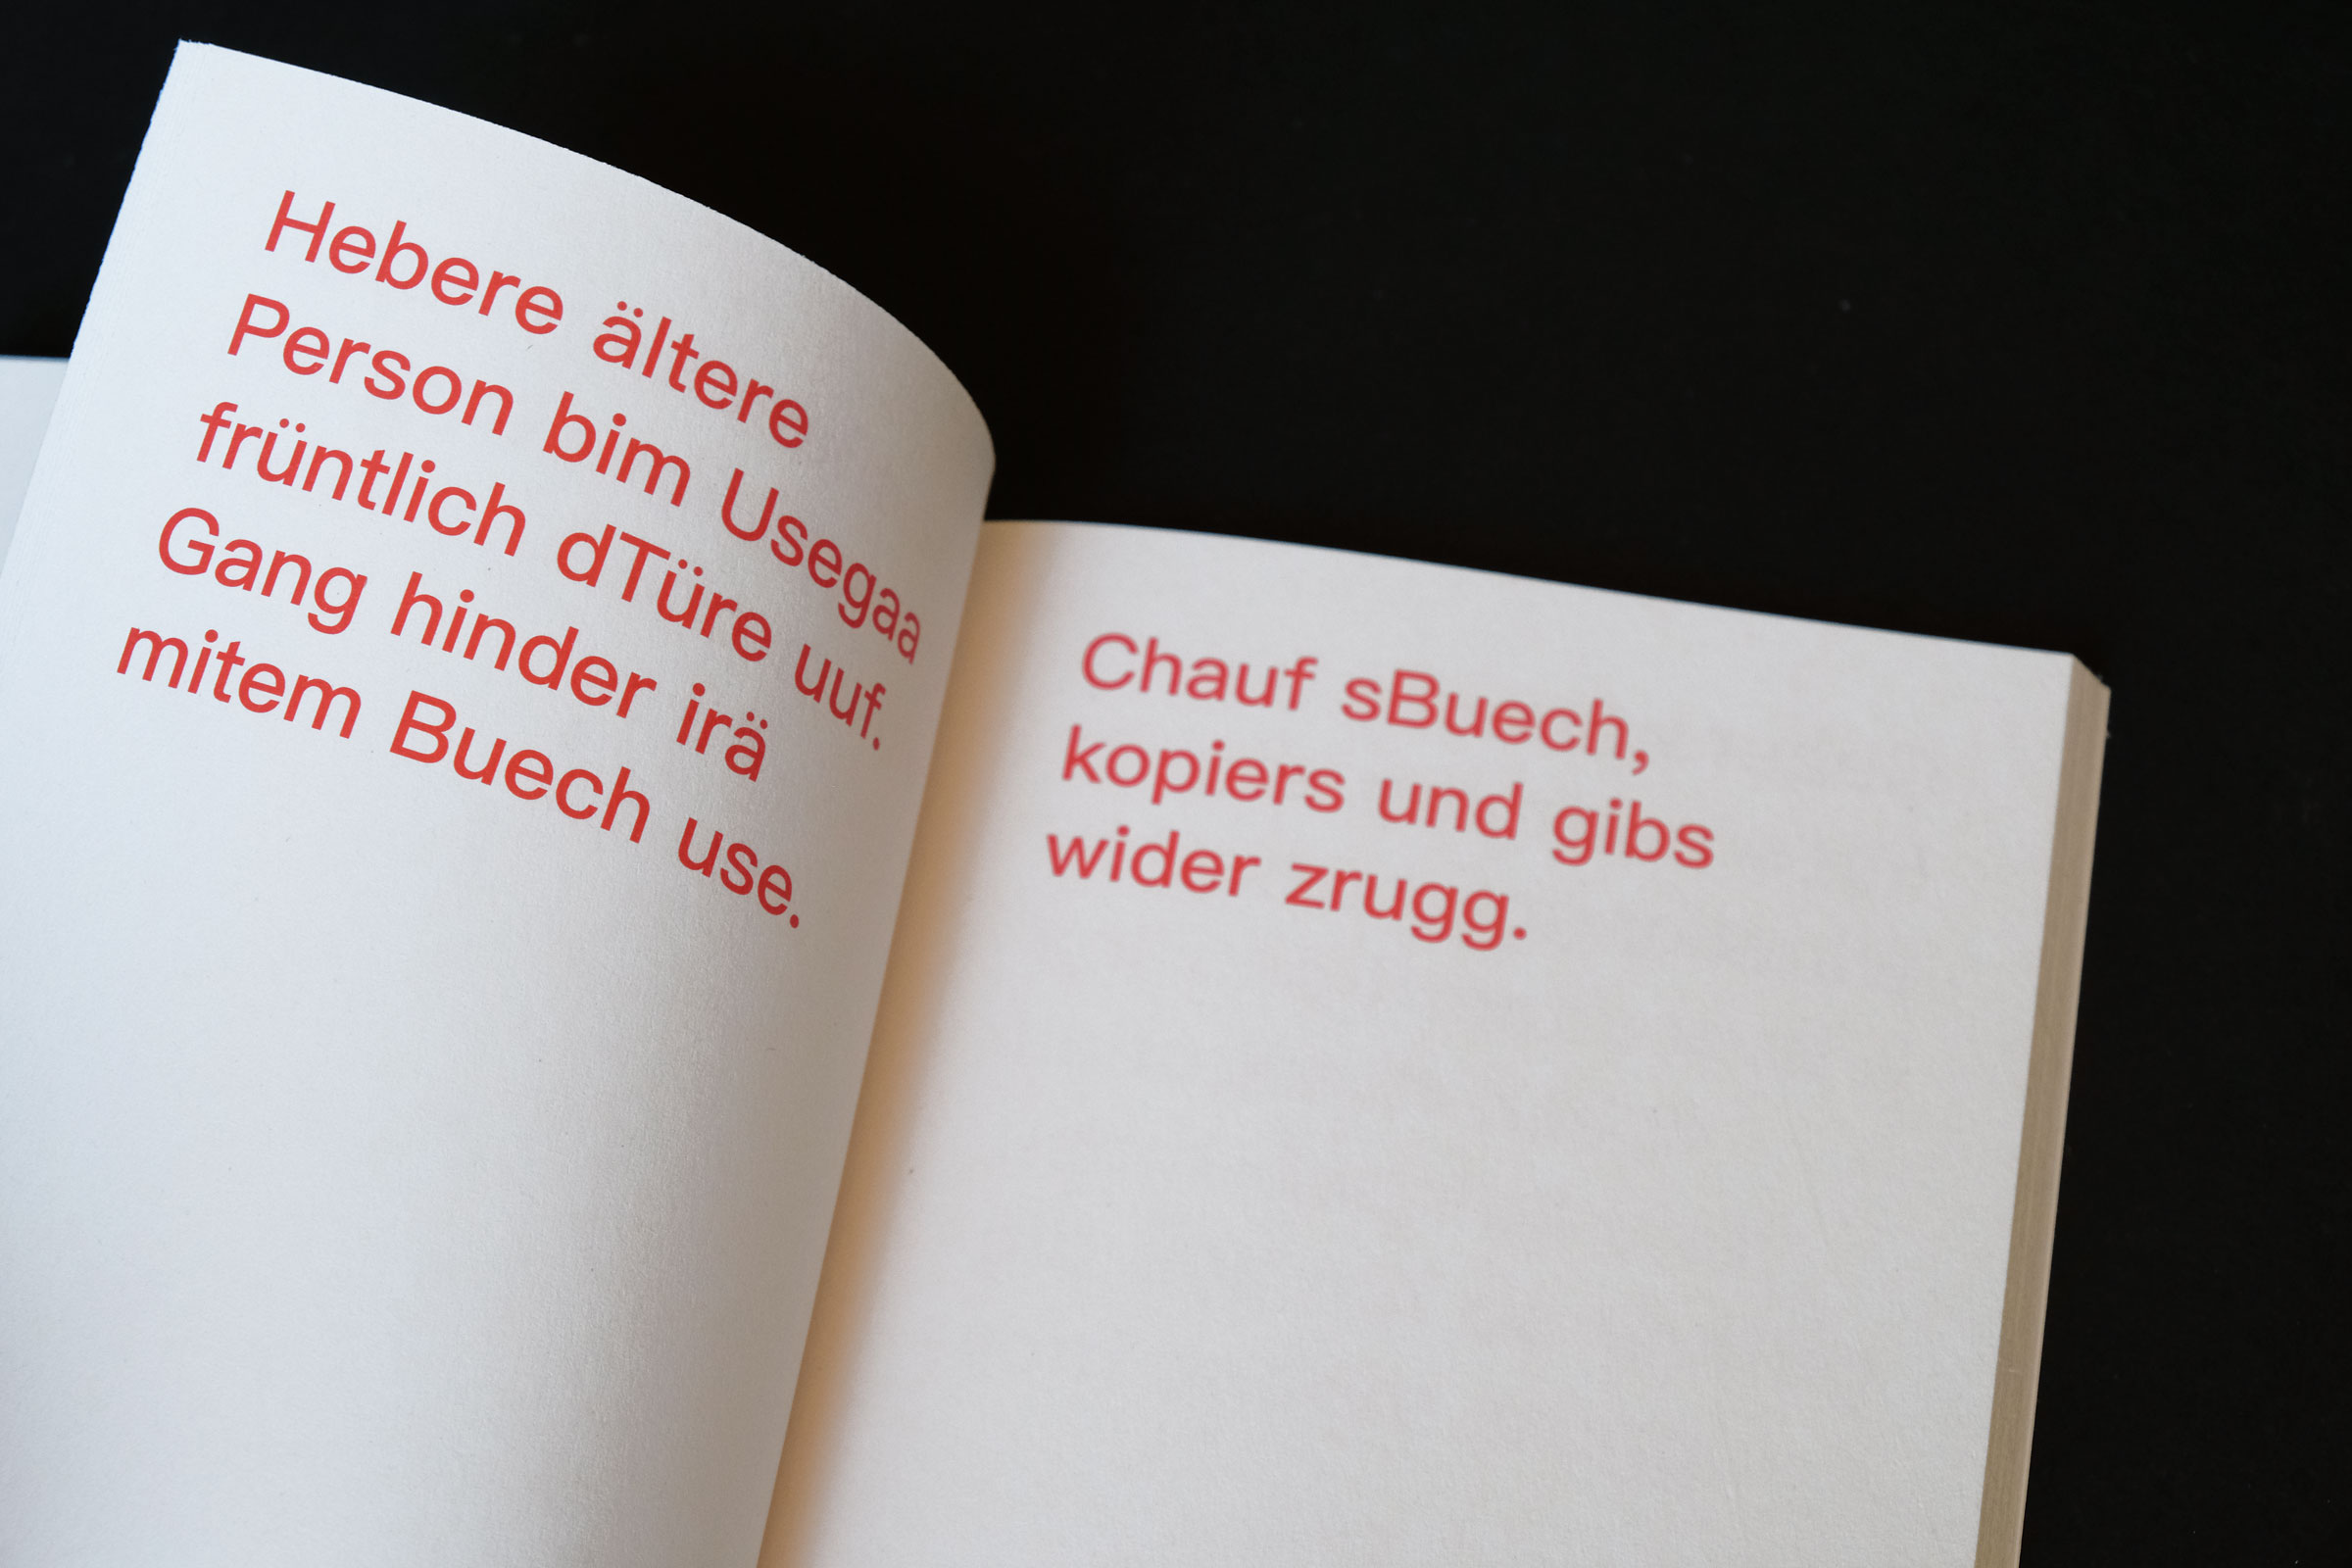 Hebere ältere
Person bim Usegaa
früntlich dTüre uuf.
Gang hinder irä
mitem Buech use.
Chauf sBuech,
kopiers und gibs
wider zrugg.